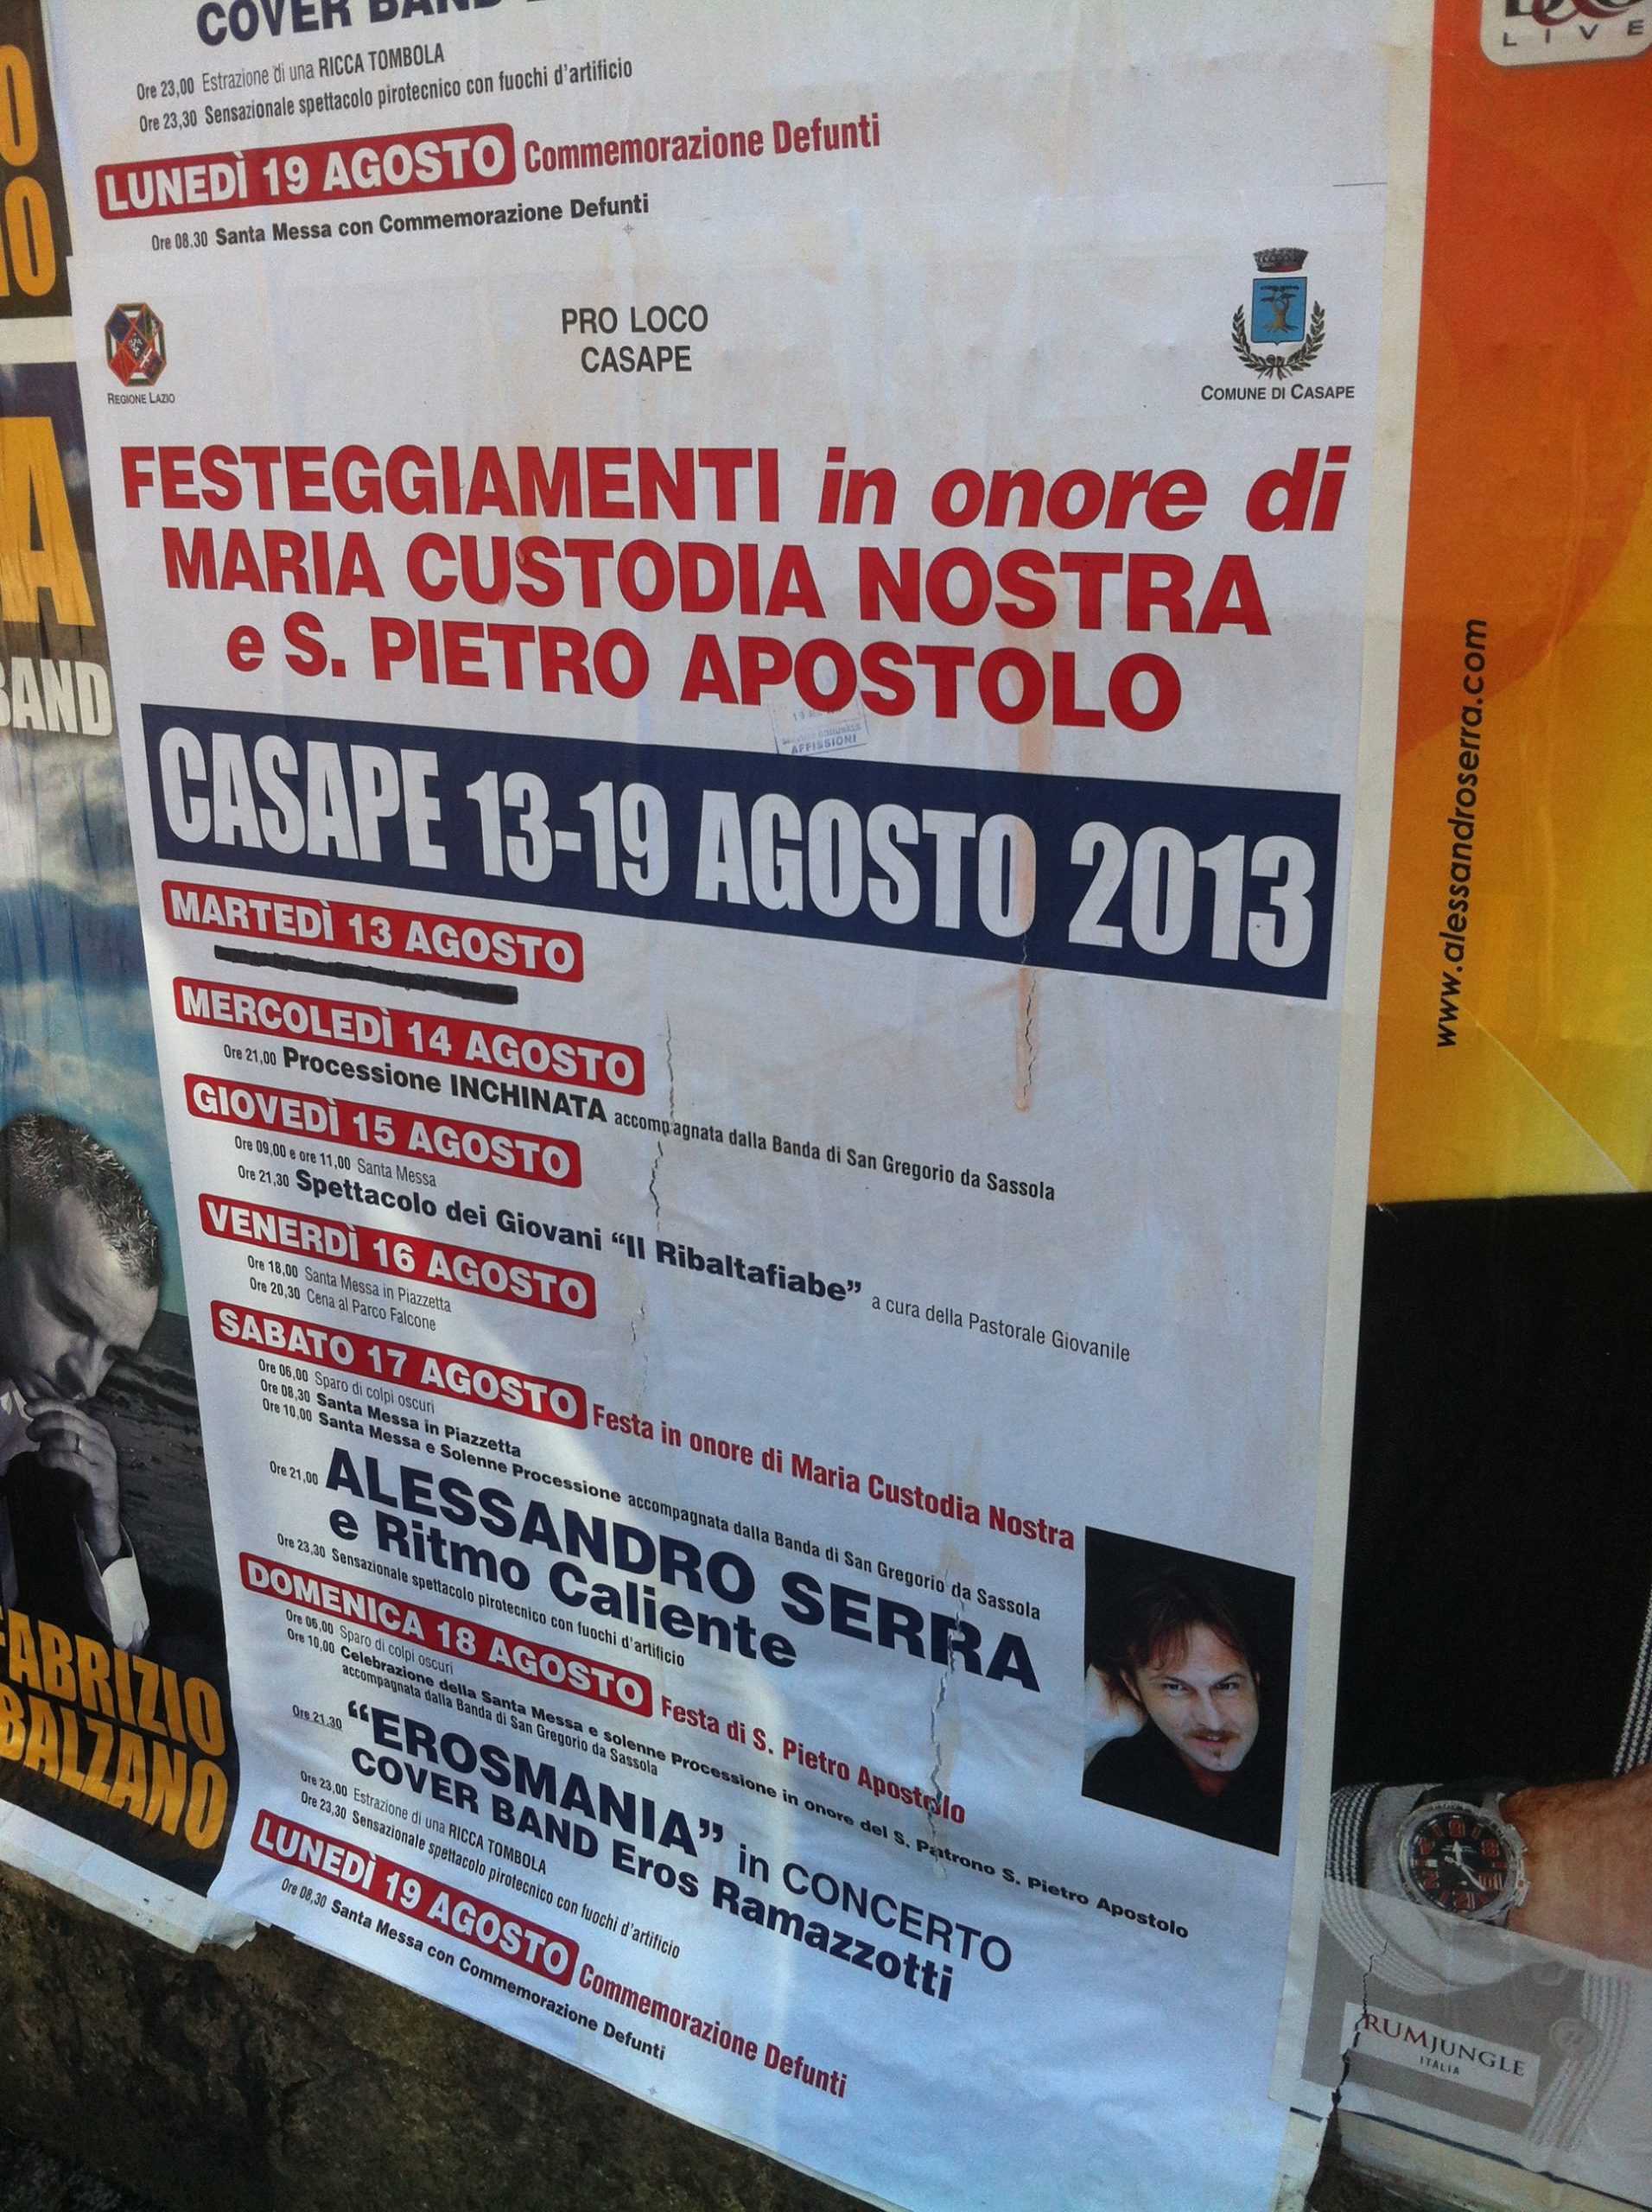 COVER BAND
Ore 23,00 Estrazione di una RICCA TOMBOLA
Ore 23,30 Sensazionale spettacolo pirotecnico con fuochi d'artificio
LUNEDÌ 19 AGOSTO Commemorazione Defunti
Ore 08.30 Santa Messa con Commemorazione Defunti
REGIONE LAZIO
PRO LOCO
CASAPE
COMUNE DI CASAPE
FESTEGGIAMENTI in onore di
MARIA CUSTODIA NOSTRA
e S. PIETRO APOSTOLO
AFFISSIONI
CASAPE 13-19 AGOSTO 2013
MARTEDÌ 13 AGOSTO
MERCOLEDÌ 14 AGOSTO
Ore 21,00 Processione INCHINATA accompagnata dalla Banda di San Gregorio da Sassola
GIOVEDÌ 15 AGOSTO
Ore 09,00 e ore 11,00 Santa Messa
Ore 21,30 Spettacolo dei Giovani “Il Ribaltafiabe” a cura della Pastorale Giovanile
VENERDÌ 16 AGOSTO
Ore 18,00 Santa Messa in Piazzetta
Ore 20,30 Cena al Parco Falcone
SABATO 17 AGOSTO Festa in onore di Maria Custodia Nostra
Ore 06,00 Sparo di colpi oscuri
Ore 08,30 Santa Messa in Piazzetta
Ore 10,00 Santa Messa e Solenne Processione accompagnata dalla Banda di San Gregorio da Sassola
Ore 21,00 ALESSANDRO SERRA
e Ritmo Caliente
Ore 23,30 Sensazionale spettacolo pirotecnico con fuochi d'artificio
DOMENICA 18 AGOSTO Festa di S. Pietro Apostolo
Ore 06,00 Sparo di colpi oscuri
Ore 10,00 Celebrazione della Santa Messa e solenne Processione in onore del S. Patrono S. Pietro Apostolo
accompagnata dalla Banda di San Gregorio da Sassola
Ore 21.30 “EROSMANIA” in CONCERTO
COVER BAND Eros Ramazzotti
Ore 23,00 Estrazione di una RICCA TOMBOLA
Ore 23,30 Sensazionale spettacolo pirotecnico con fuochi d'artificio
LUNEDÌ 19 AGOSTO Commemorazione Defunti
Ore 08,30 Santa Messa con Commemorazione Defunti
BAND
FABRIZIO
BALZANO
LIVE
www.alessandroserra.com
RUMJUNGLE
ITALIA